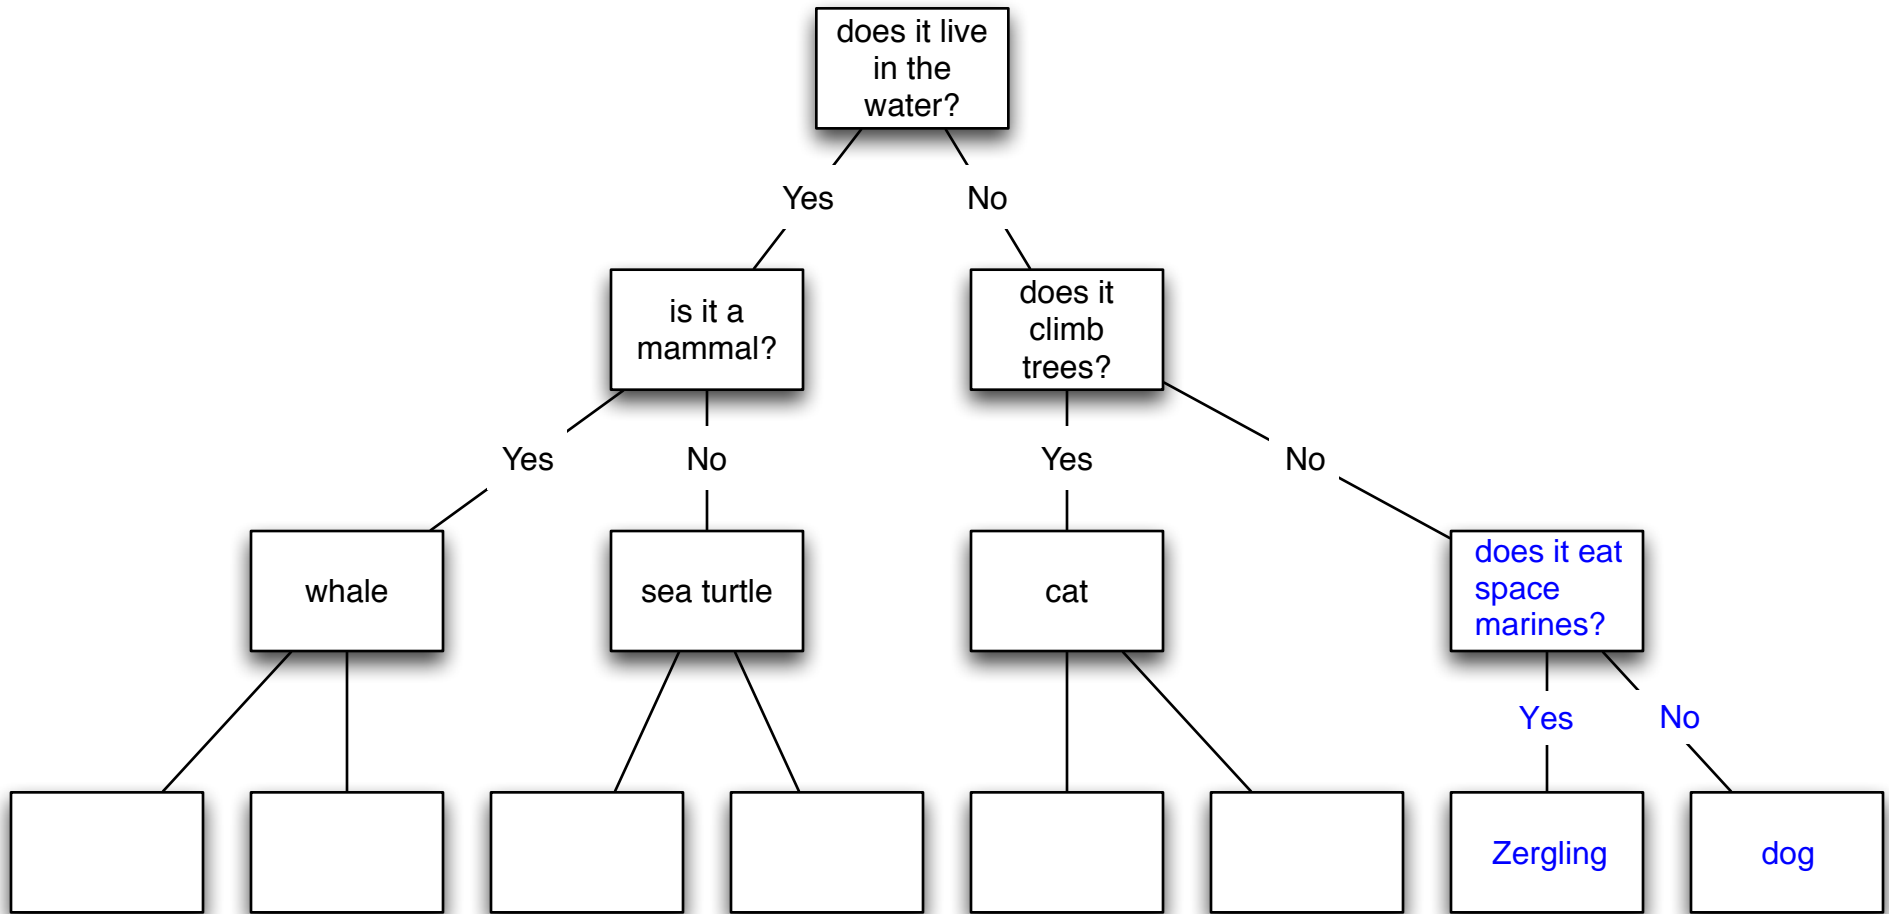 does it live
in the
water?
Yes
No
is it a
mammal?
does it
climb
trees?
Yes
No
Yes
No
whale
sea turtle
cat
does it eat
space
marines?
Yes
No
Zergling
dog